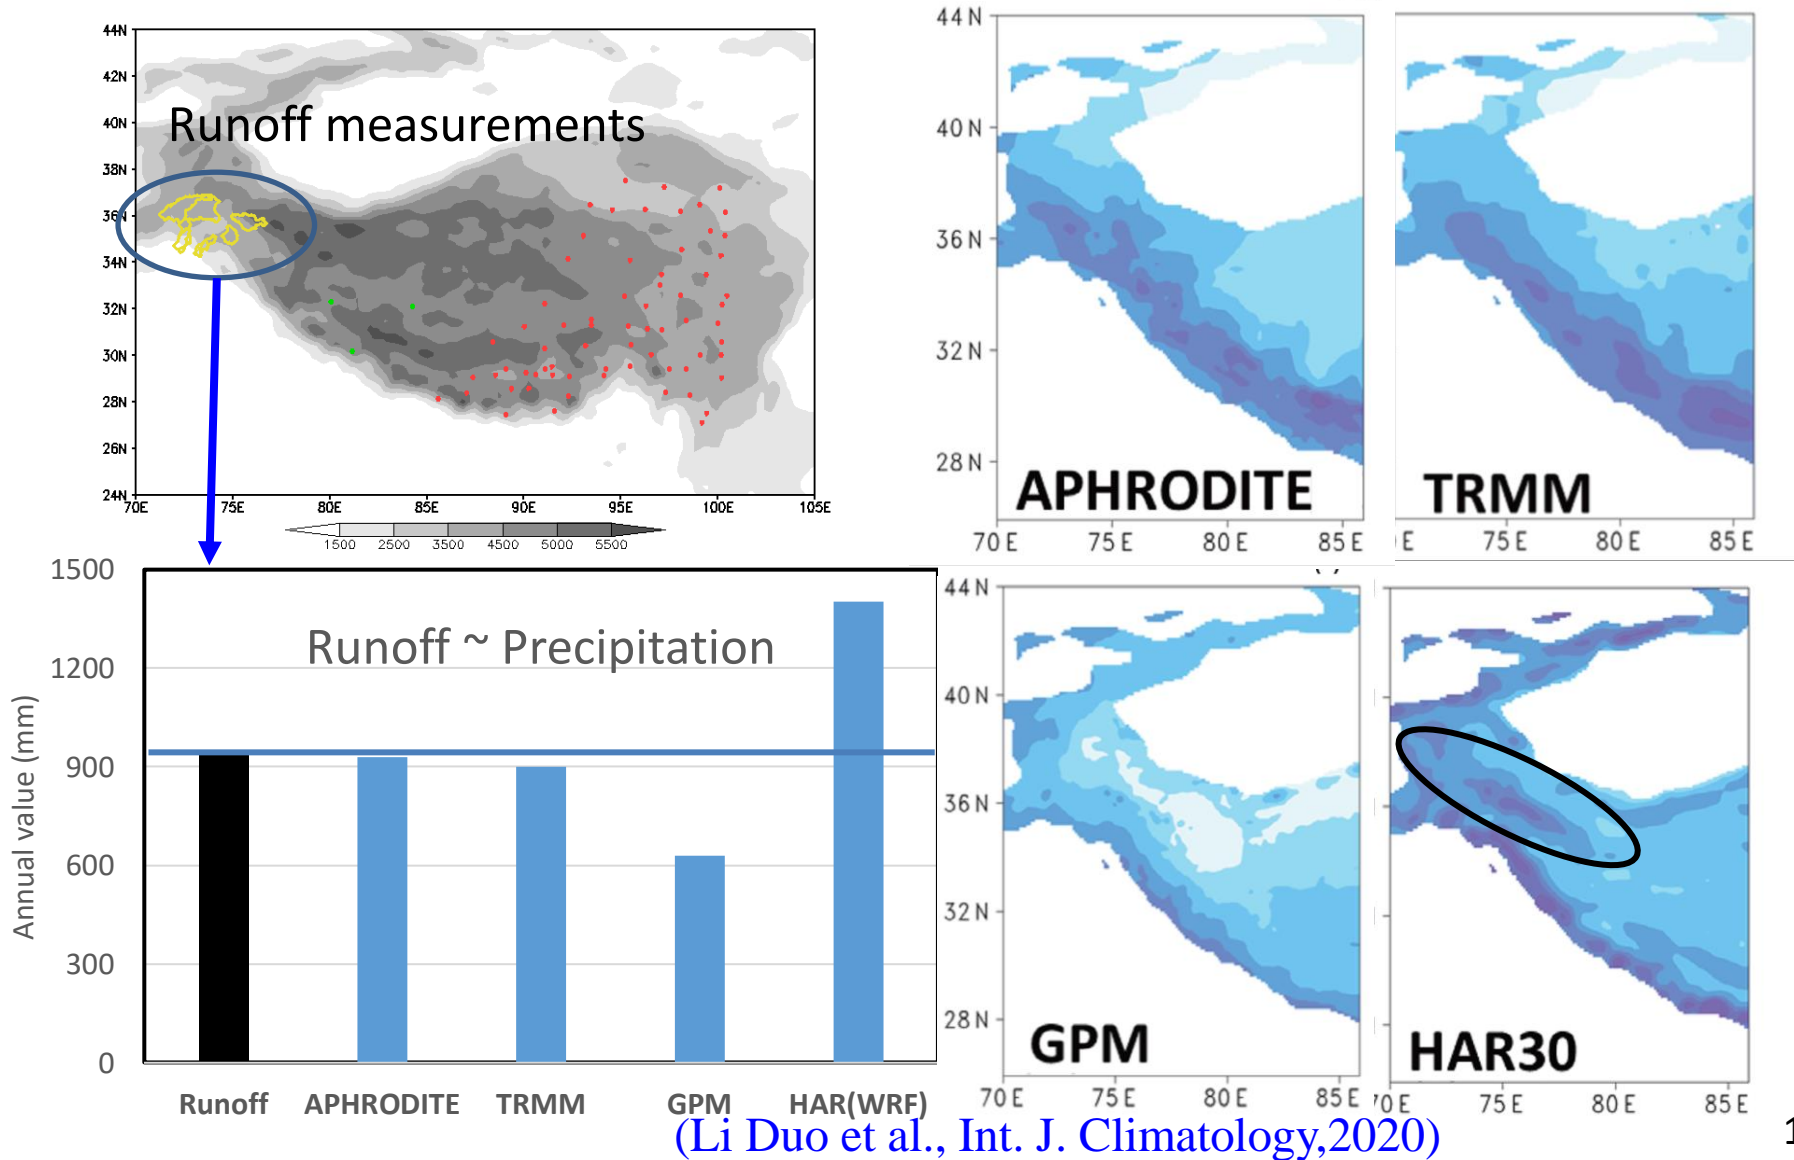 44N
42N
40N
38N
36N
34N
32N
30N
28N
26N
24N
Runoff measurements
70E 75E 80E 85E 90E 95E 100E 105E
1500 2500 3500 4500 5000 5500
44 N
40 N
36 N
32 N
28 N
APHRODITE
70 E 75 E 80 E 85 E
TRMM
E 75 E 80 E 85 E
1500
1200
900
600
300
0
Annual value (mm)
Runoff ~ Precipitation
Runoff APHRODITE TRMM GPM HAR(WRF)
44 N
40 N
36 N
32 N
28 N
GPM
70 E 75 E 80 E 85 E
HAR30
70 E 75 E 80 E 85 E
(Li Duo et al., Int. J. Climatology,2020)
1